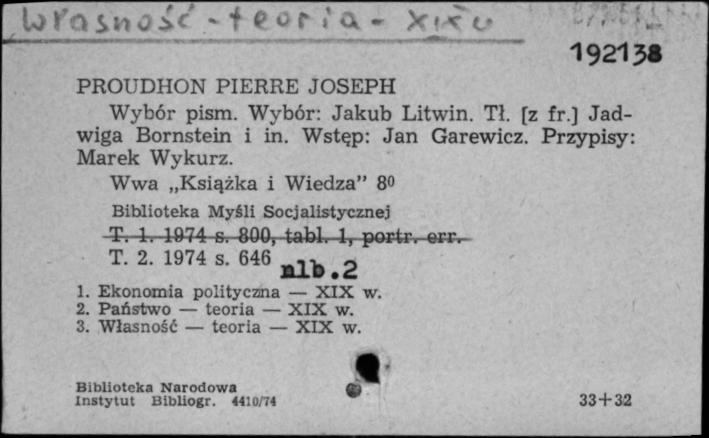 Własność - teoria - XIX w
192138
PROUDHON PIERRE JOSEPH
Wybór pism. Wybór: Jakub Litwin. Tł. [z fr.] Jad-
wiga Bornstein i in. Wstęp: Jan Garewicz. Przypisy:
Marek Wykurz.
Wwa „Książka i Wiedza” 8⁰
Biblioteka Myśli Socjalistycznej
T. 1. 1974 s. 800, tabl. 1, portr. err.
T. 2. 1974 s. 646 nlb.2
1. Ekonomia polityczna — XIX w.
2. Państwo — teoria — XIX w.
3. Własność — teoria — XIX w.
Biblioteka Narodowa
Instytut Bibliogr. 4410/74
33+32